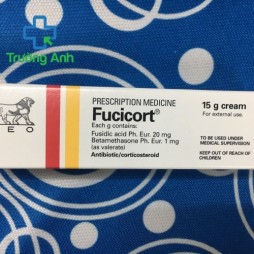 Trường Anh
LEO
PRESCRIPTION MEDICINE
Fucicort®
Each g contains:
Fusidic acid Ph. Eur. 20 mg
Betamethasone Ph. Eur. 1 mg
(as valerate)
Antibiotic/corticosteroid
15 g cream
For external use
TO BE USED UNDER
MEDICAL SUPERVISION
KEEP OUT OF REACH OF
CHILDREN